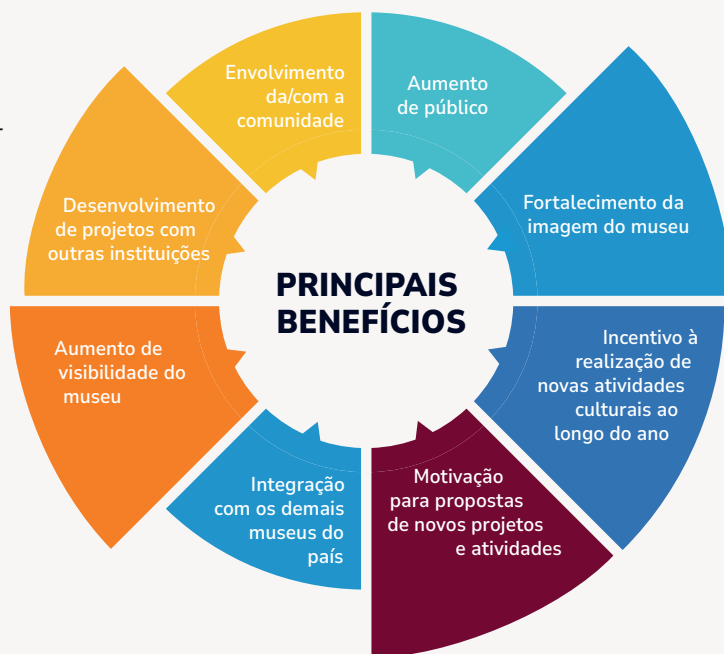 PRINCIPAIS
BENEFÍCIOS
Aumento
de público
Fortalecimento da
imagem do museu
Incentivo à
realização de
novas atividades
culturais ao
longo do ano
Motivação
para propostas
de novos projetos
e atividades
Integração
com os demais
museus do
país
Aumento de
visibilidade do
museu
Desenvolvimento
de projetos com
outras instituições
Envolvimento
da/com a
comunidade